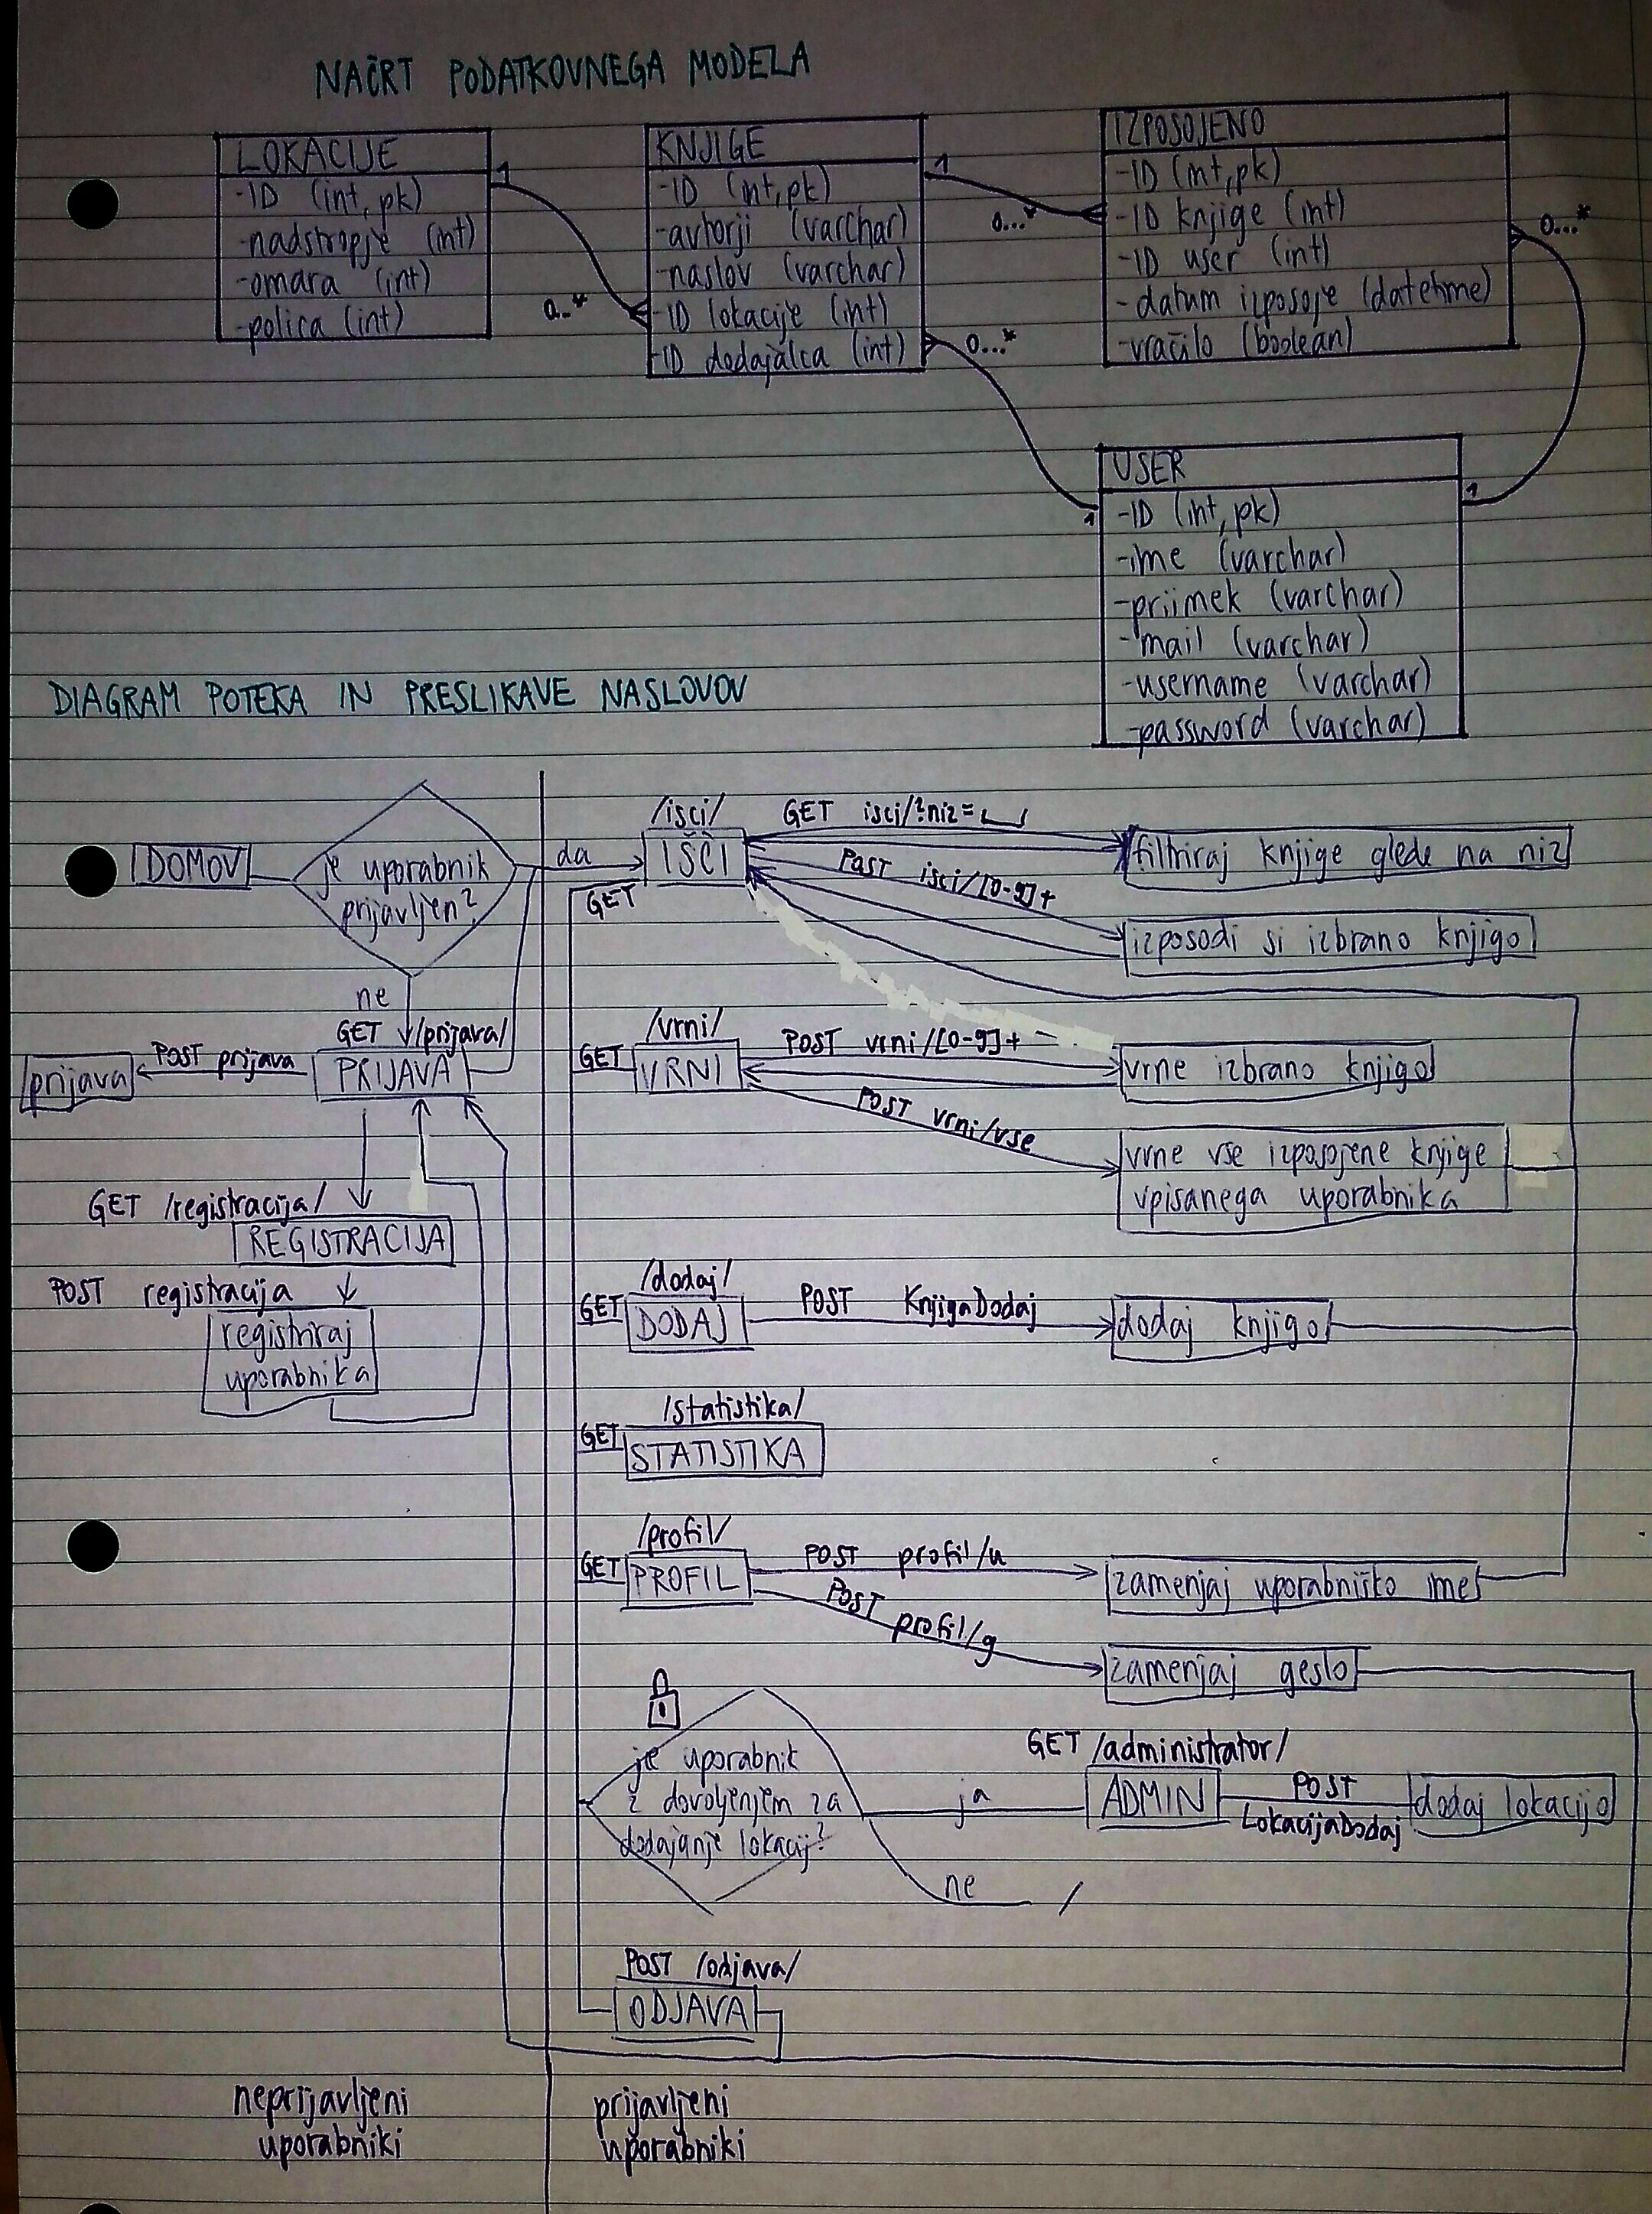 NAČRT PODATKOVNEGA MODELA
LOKACIJE
-ID (int, pk)
-nadstropje (int)
-omara (int)
-polica (int)
1
0..*
KNJIGE
-ID (int, pk)
-avtorji (varchar)
-naslov (varchar)
-ID lokacije (int)
-ID dodajalca (int)
1
0...*
0...*
IZPOSOJENO
-ID (int, pk)
-ID knjige (int)
-ID user (int)
-datum izposoje (datetime)
-vračilo (boolean)
0...*
USER
1
1
-ID (int, pk)
-ime (varchar)
-priimek (varchar)
-mail (varchar)
-username (varchar)
-password (varchar)
DIAGRAM POTEKA IN PRESLIKAVE NASLOVOV
DOMOV
je uporabnik
prijavljen?
da
ne
GET /prijava/
PRIJAVA
POST prijava
prijava
GET /registracija/
REGISTRACIJA
POST registracija
registriraj
uporabnika
/isci/
GET
IŠČI
GET isci/?niz=
filtriraj knjige glede na niz
POST isci/[0-9]+
izposodi si izbrano knjigo
/vrni/
GET
VRNI
POST vrni/[0-9]+
vrne izbrano knjigo
POST vrni/vse
vrne vse izposojene knjige
vpisanega uporabnika
/dodaj/
GET
DODAJ
POST KnjigaDodaj
dodaj knjigo
/statistika/
GET
STATISTIKA
/profil/
GET
PROFIL
POST profil/u
zamenjaj uporabniško ime
POST profil/g
zamenjaj geslo
je uporabnik
z dovoljenjem za
dodajanje lokacij?
ja
GET /administrator/
ADMIN
POST
LokacijaDodaj
dodaj lokacijo
ne /
POST /odjava/
ODJAVA
neprijavljeni
uporabniki
prijavljeni
uporabniki